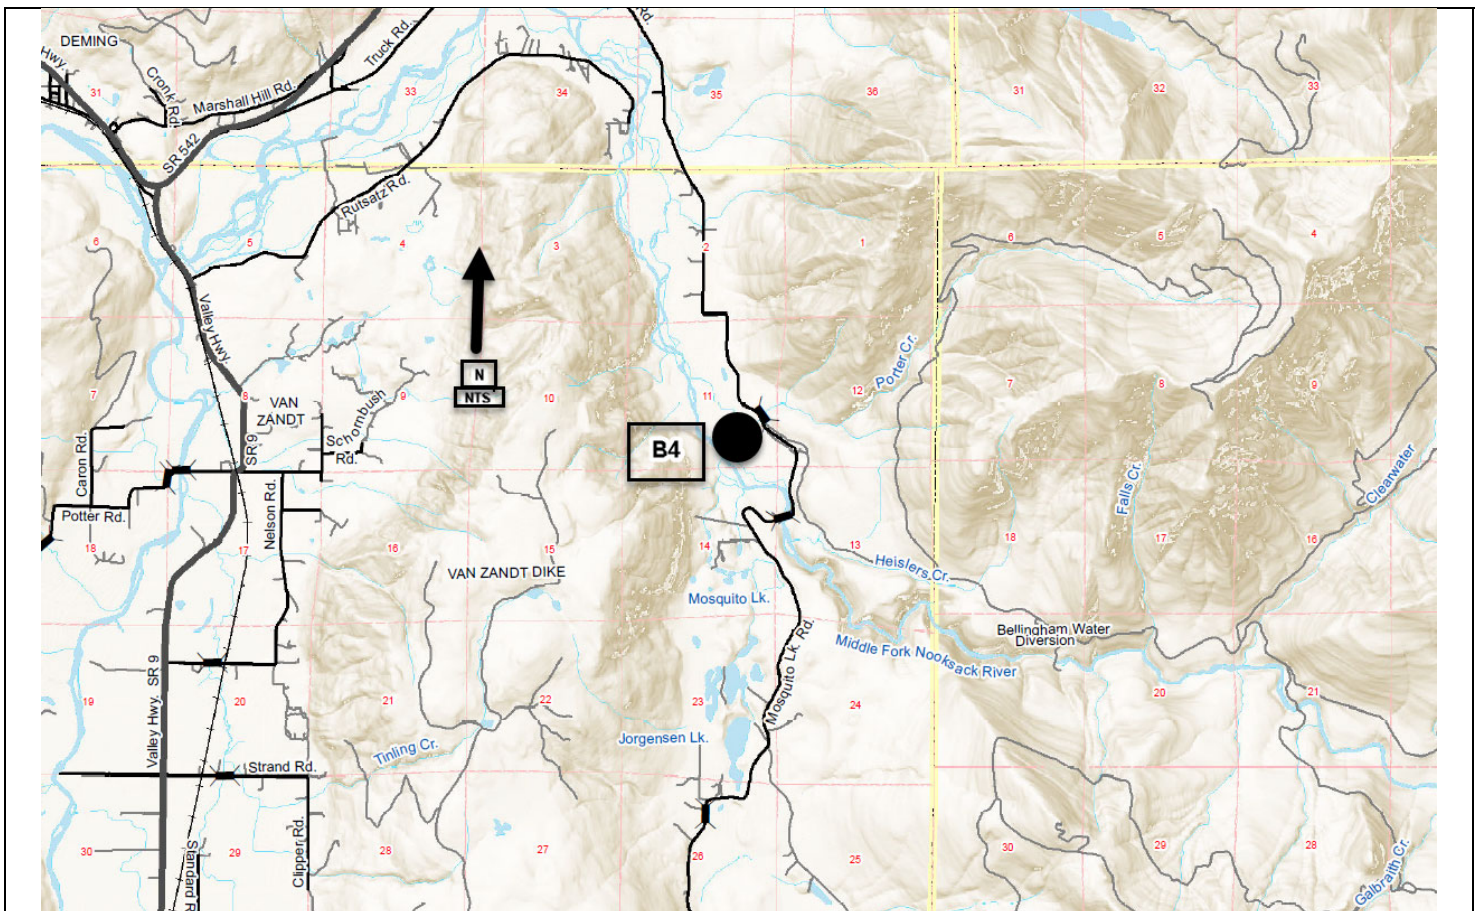 DEMING
Hwy.
Cronk Rd.
Marshall Hill Rd.
Truck Rd.
Rd.
31
33
34
35
36
31
32
33
SR 542
Rutsatz Rd.
6
5
4
3
2
1
6
5
4
Valley Hwy.
N
NTS
Porter Cr.
7
8
9
10
11
12
7
8
9
VAN
ZANDT
Schornbush
Rd.
SR 9
Caron Rd.
B4
Falls Cr.
Clearwater
Potter Rd.
Nelson Rd.
18
17
16
15
14
13
18
17
16
VAN ZANDT DIKE
Heislers Cr.
Mosquito Lk.
Bellingham Water
Diversion
Middle Fork Nooksack River
Mosquito Lk. Rd.
Valley Hwy. SR 9
19
20
21
22
23
24
20
21
Jorgensen Lk.
Tinling Cr.
Strand Rd.
30
29
28
27
26
25
30
29
28
Standard R
Clipper Rd.
Galbraith Cr.